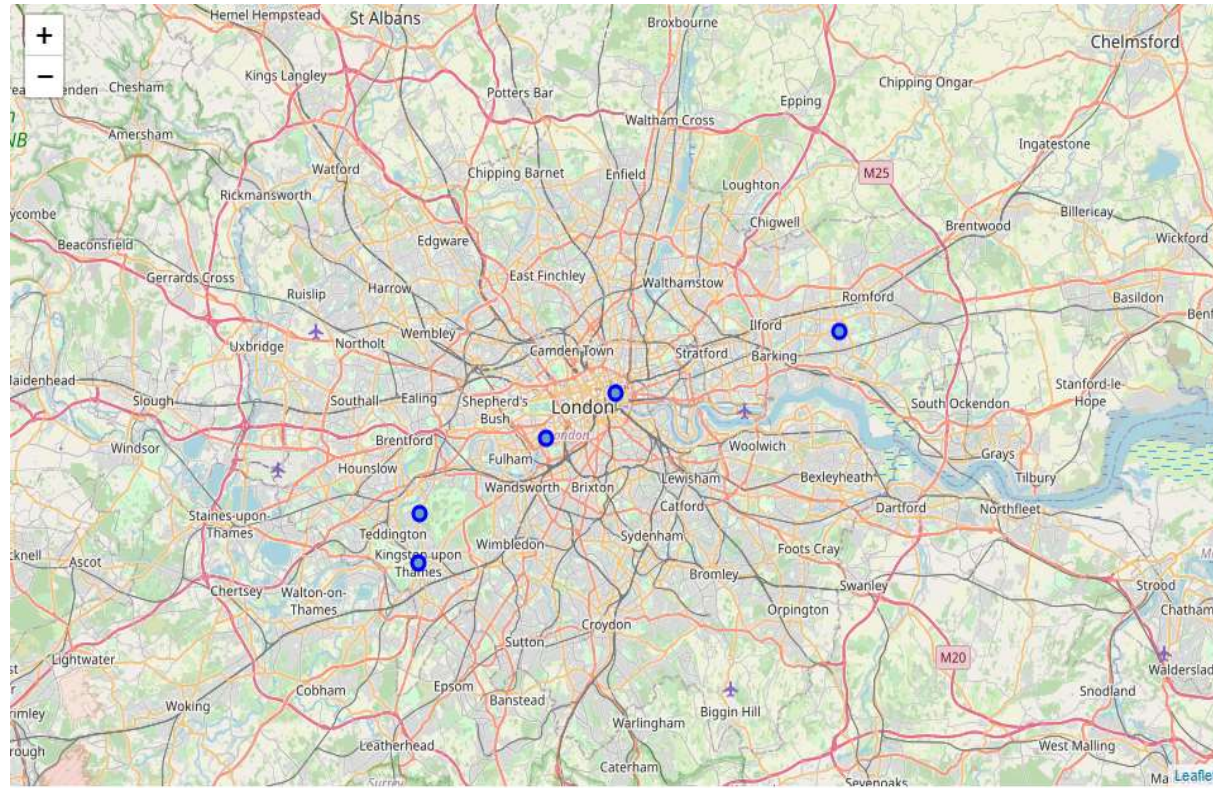 Hemel Hempstead
St Albans
Broxbourne
+
Chelmsford
Kings Langley
Chipping Ongar
−
Chesham
Potters Bar
Epping
Waltham Cross
Amersham
NB
Ingatestone
Watford
Chipping Barnet
Enfield
M25
Loughton
Rickmansworth
Chigwell
Billericay
Brentwood
Beaconsfield
Edgware
Wickford
Gerrards Cross
East Finchley
Walthamstow
Ruislip
Harrow
Romford
Basildon
Wembley
Ilford
Uxbridge
Northolt
Camden Town
Stratford
Barking
Stanford-le-
Hope
Slough
Southall
Ealing
Shepherd's
Bush
London
South Ockendon
Windsor
Brentford
Woolwich
Fulham
Grays
Hounslow
Wandsworth
Brixton
Lewisham
Bexleyheath
Tilbury
Catford
Dartford
Northfleet
Staines-upon-
Thames
Teddington
Sydenham
Kingston upon
Thames
Wimbledon
Foots Cray
Ascot
Bromley
Swanley
Strood
Chertsey
Walton-on-
Thames
Orpington
Chatham
Croydon
Sutton
Lightwater
M20
Epsom
Cobham
Banstead
Snodland
Woking
Biggin Hill
Warlingham
Leatherhead
West Malling
Caterham
Surrey
Sevenoaks